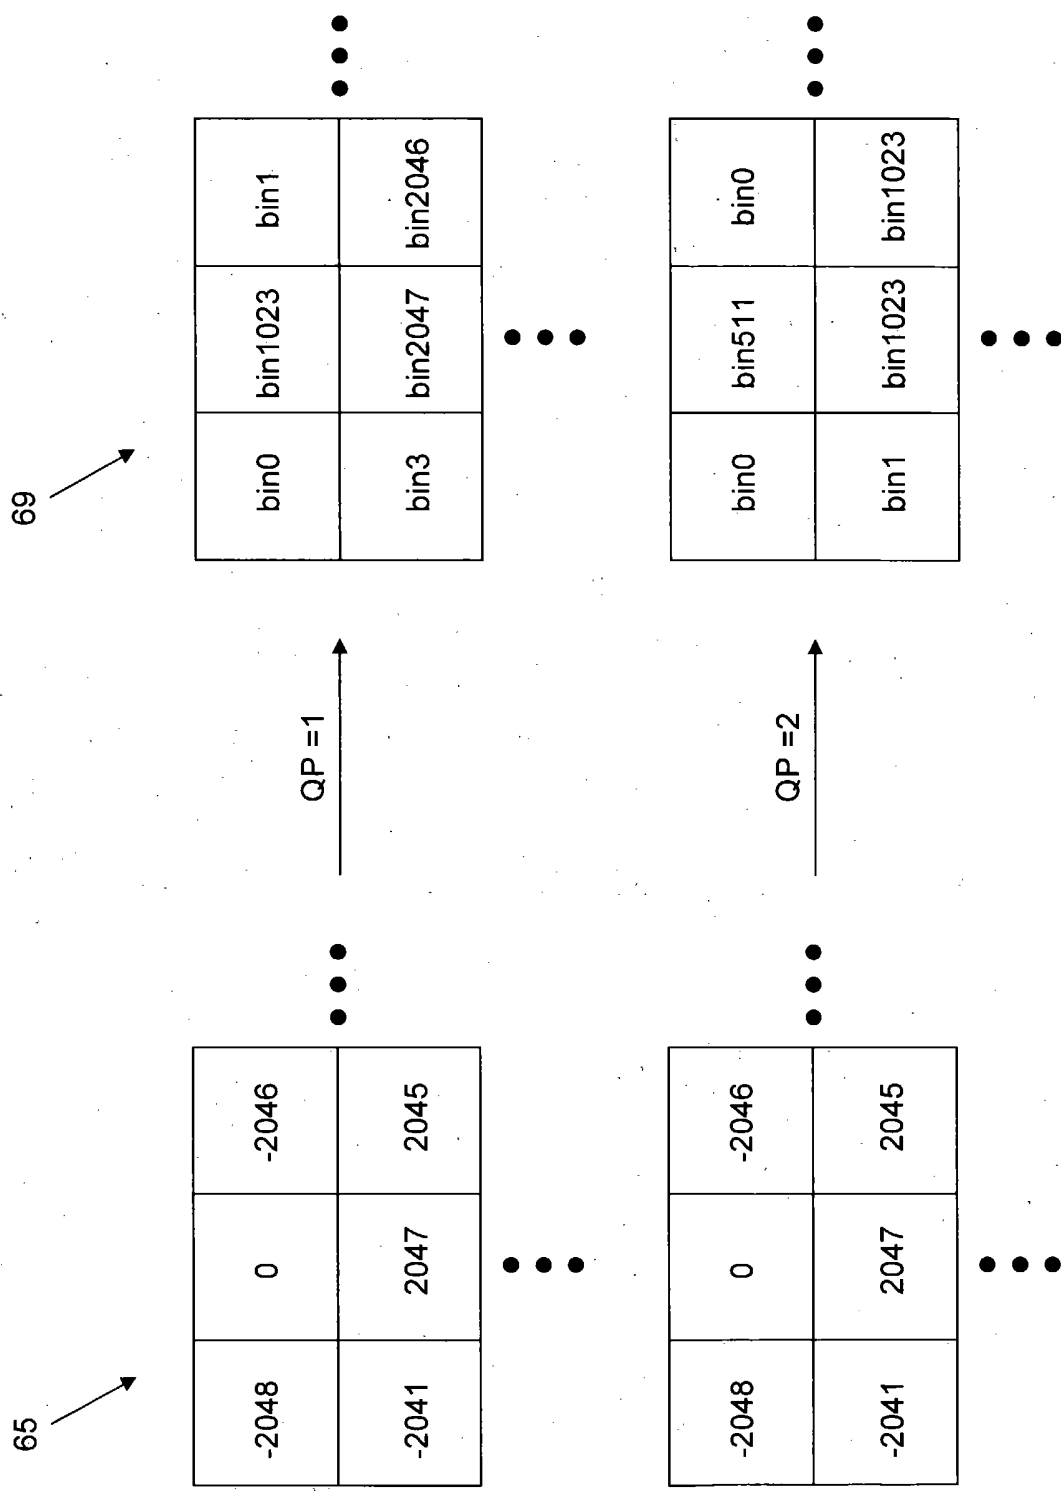 65
69
-2048 0 -2046
bin0 bin1023 bin1
QP =1
-2041 2047 2045
bin3 bin2047 bin2046
-2048 0 -2046
bin0 bin511 bin0
QP =2
-2041 2047 2045
bin1 bin1023 bin1023